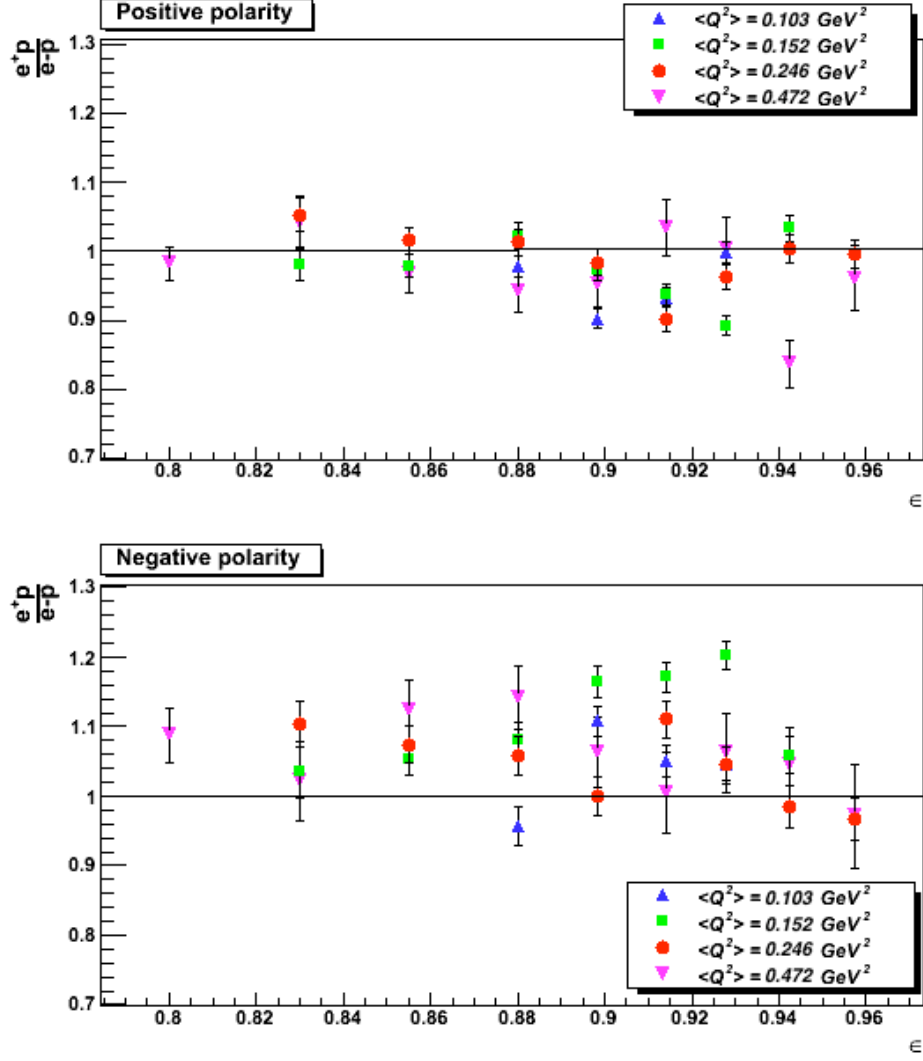 Positive polarity
e⁺p
e-p
<Q²> = 0.103 GeV²
<Q²> = 0.152 GeV²
<Q²> = 0.246 GeV²
<Q²> = 0.472 GeV²
1.3
1.2
1.1
1
0.9
0.8
0.7
0.8 0.82 0.84 0.86 0.88 0.9 0.92 0.94 0.96
ϵ
Negative polarity
e⁺p
e-p
1.3
1.2
1.1
1
0.9
0.8
0.7
<Q²> = 0.103 GeV²
<Q²> = 0.152 GeV²
<Q²> = 0.246 GeV²
<Q²> = 0.472 GeV²
0.8 0.82 0.84 0.86 0.88 0.9 0.92 0.94 0.96
ϵ